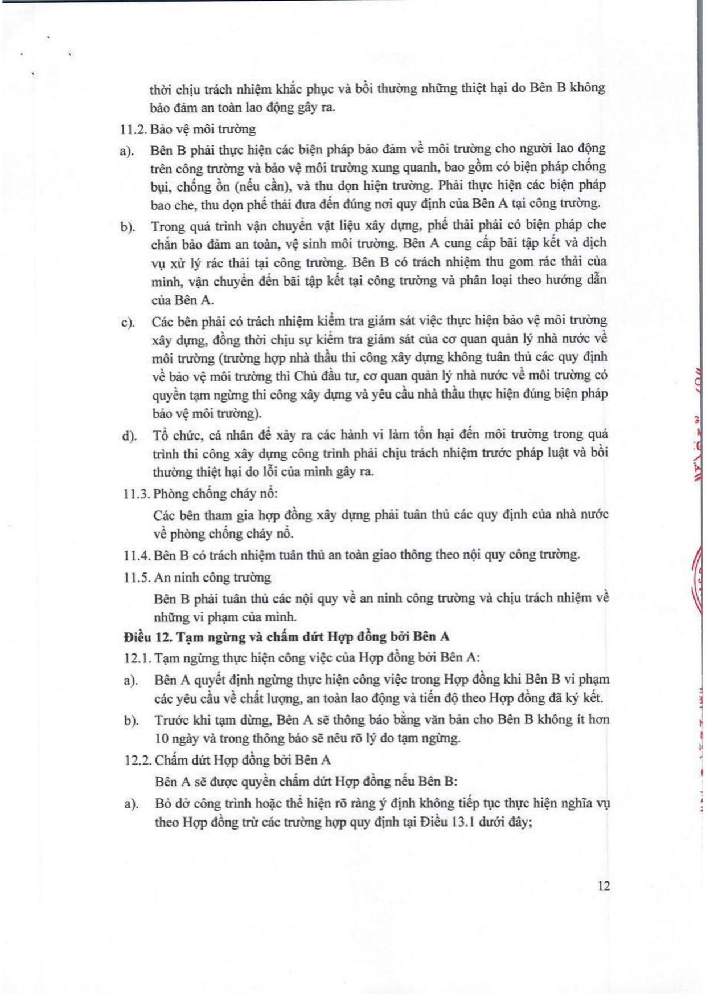 thời chịu trách nhiệm khắc phục và bồi thường những thiệt hại do Bên B không
bảo đảm an toàn lao động gây ra.
11.2. Bảo vệ môi trường
a). Bên B phải thực hiện các biện pháp bảo đảm về môi trường cho người lao động
trên công trường và bảo vệ môi trường xung quanh, bao gồm có biện pháp chống
bụi, chống ồn (nếu cần), và thu dọn hiện trường. Phải thực hiện các biện pháp
bao che, thu dọn phế thải đưa đến đúng nơi quy định của Bên A tại công trường.
b). Trong quá trình vận chuyển vật liệu xây dựng, phế thải phải có biện pháp che
chắn bảo đảm an toàn, vệ sinh môi trường. Bên A cung cấp bãi tập kết và dịch
vụ xử lý rác thải tại công trường. Bên B có trách nhiệm thu gom rác thải của
mình, vận chuyển đến bãi tập kết tại công trường và phân loại theo hướng dẫn
của Bên A.
c). Các bên phải có trách nhiệm kiểm tra giám sát việc thực hiện bảo vệ môi trường
xây dựng, đồng thời chịu sự kiểm tra giám sát của cơ quan quản lý nhà nước về
môi trường (trường hợp nhà thầu thi công xây dựng không tuân thủ các quy định
về bảo vệ môi trường thì Chủ đầu tư, cơ quan quản lý nhà nước về môi trường có
quyền tạm ngừng thi công xây dựng và yêu cầu nhà thầu thực hiện đúng biện pháp
bảo vệ môi trường).
d). Tổ chức, cá nhân để xảy ra các hành vi làm tổn hại đến môi trường trong quá
trình thi công xây dựng công trình phải chịu trách nhiệm trước pháp luật và bồi
thường thiệt hại do lỗi của mình gây ra.
11.3. Phòng chống cháy nổ:
Các bên tham gia hợp đồng xây dựng phải tuân thủ các quy định của nhà nước
về phòng chống cháy nổ.
11.4. Bên B có trách nhiệm tuân thủ an toàn giao thông theo nội quy công trường.
11.5. An ninh công trường
Bên B phải tuân thủ các nội quy về an ninh công trường và chịu trách nhiệm về
những vi phạm của mình.
Điều 12. Tạm ngừng và chấm dứt Hợp đồng bởi Bên A
12.1. Tạm ngừng thực hiện công việc của Hợp đồng bởi Bên A:
a). Bên A quyết định ngừng thực hiện công việc trong Hợp đồng khi Bên B vi phạm
các yêu cầu về chất lượng, an toàn lao động và tiến độ theo Hợp đồng đã ký kết.
b). Trước khi tạm dừng, Bên A sẽ thông báo bằng văn bản cho Bên B không ít hơn
10 ngày và trong thông báo sẽ nêu rõ lý do tạm ngừng.
12.2. Chấm dứt Hợp đồng bởi Bên A
Bên A sẽ được quyền chấm dứt Hợp đồng nếu Bên B:
a). Bỏ dở công trình hoặc thể hiện rõ ràng ý định không tiếp tục thực hiện nghĩa vụ
theo Hợp đồng trừ các trường hợp quy định tại Điều 13.1 dưới đây;
12